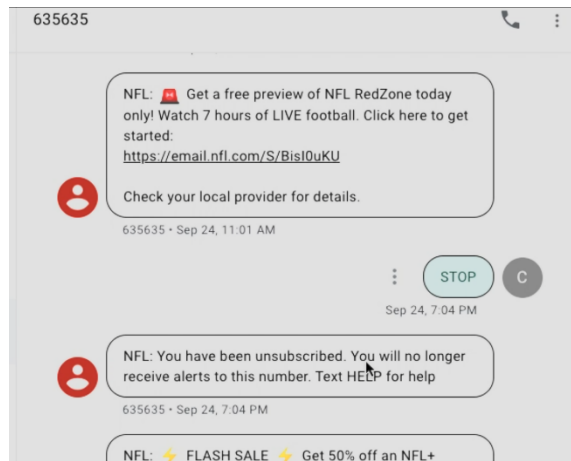 635635
NFL: 🚨 Get a free preview of NFL RedZone today
only! Watch 7 hours of LIVE football. Click here to get
started:
https://email.nfl.com/S/BisI0uKU
Check your local provider for details.
635635 • Sep 24, 11:01 AM
STOP
C
Sep 24, 7:04 PM
NFL: You have been unsubscribed. You will no longer
receive alerts to this number. Text HELP for help
635635 • Sep 24, 7:04 PM
NFL: ⚡ FLASH SALE ⚡ Get 50% off an NFL+